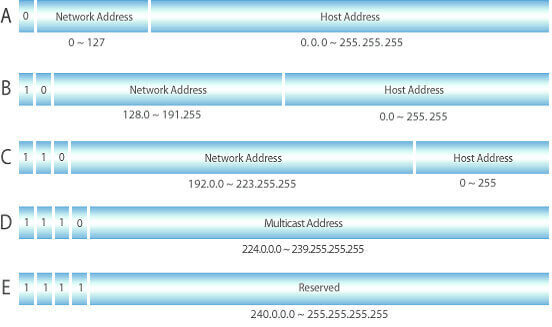 A 0 Network Address Host Address
0 ~ 127 0. 0. 0 ~ 255. 255. 255
B 1 0 Network Address Host Address
128.0 ~ 191.255 0.0 ~ 255. 255
C 1 1 0 Network Address Host Address
192.0.0 ~ 223.255.255 0 ~ 255
D 1 1 1 0 Multicast Address
224.0.0.0 ~ 239.255.255.255
E 1 1 1 1 Reserved
240.0.0.0 ~ 255.255.255.255